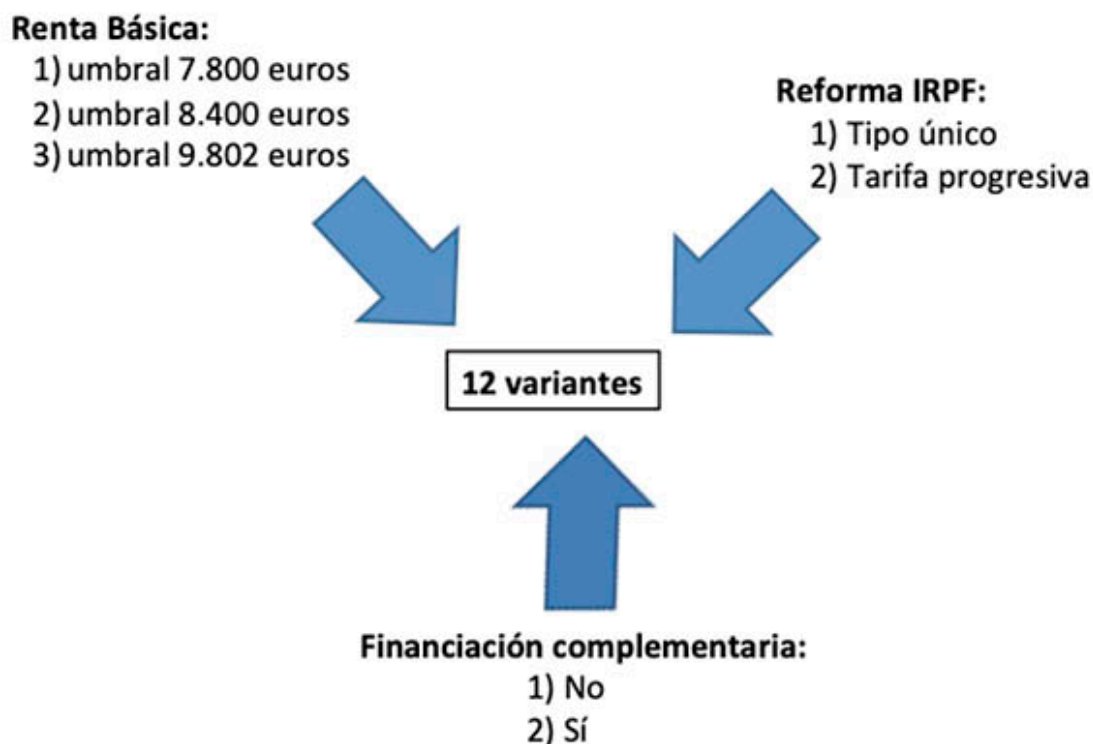 Renta Básica:
1) umbral 7.800 euros
2) umbral 8.400 euros
3) umbral 9.802 euros
Reforma IRPF:
1) Tipo único
2) Tarifa progresiva
12 variantes
Financiación complementaria:
1) No
2) Sí